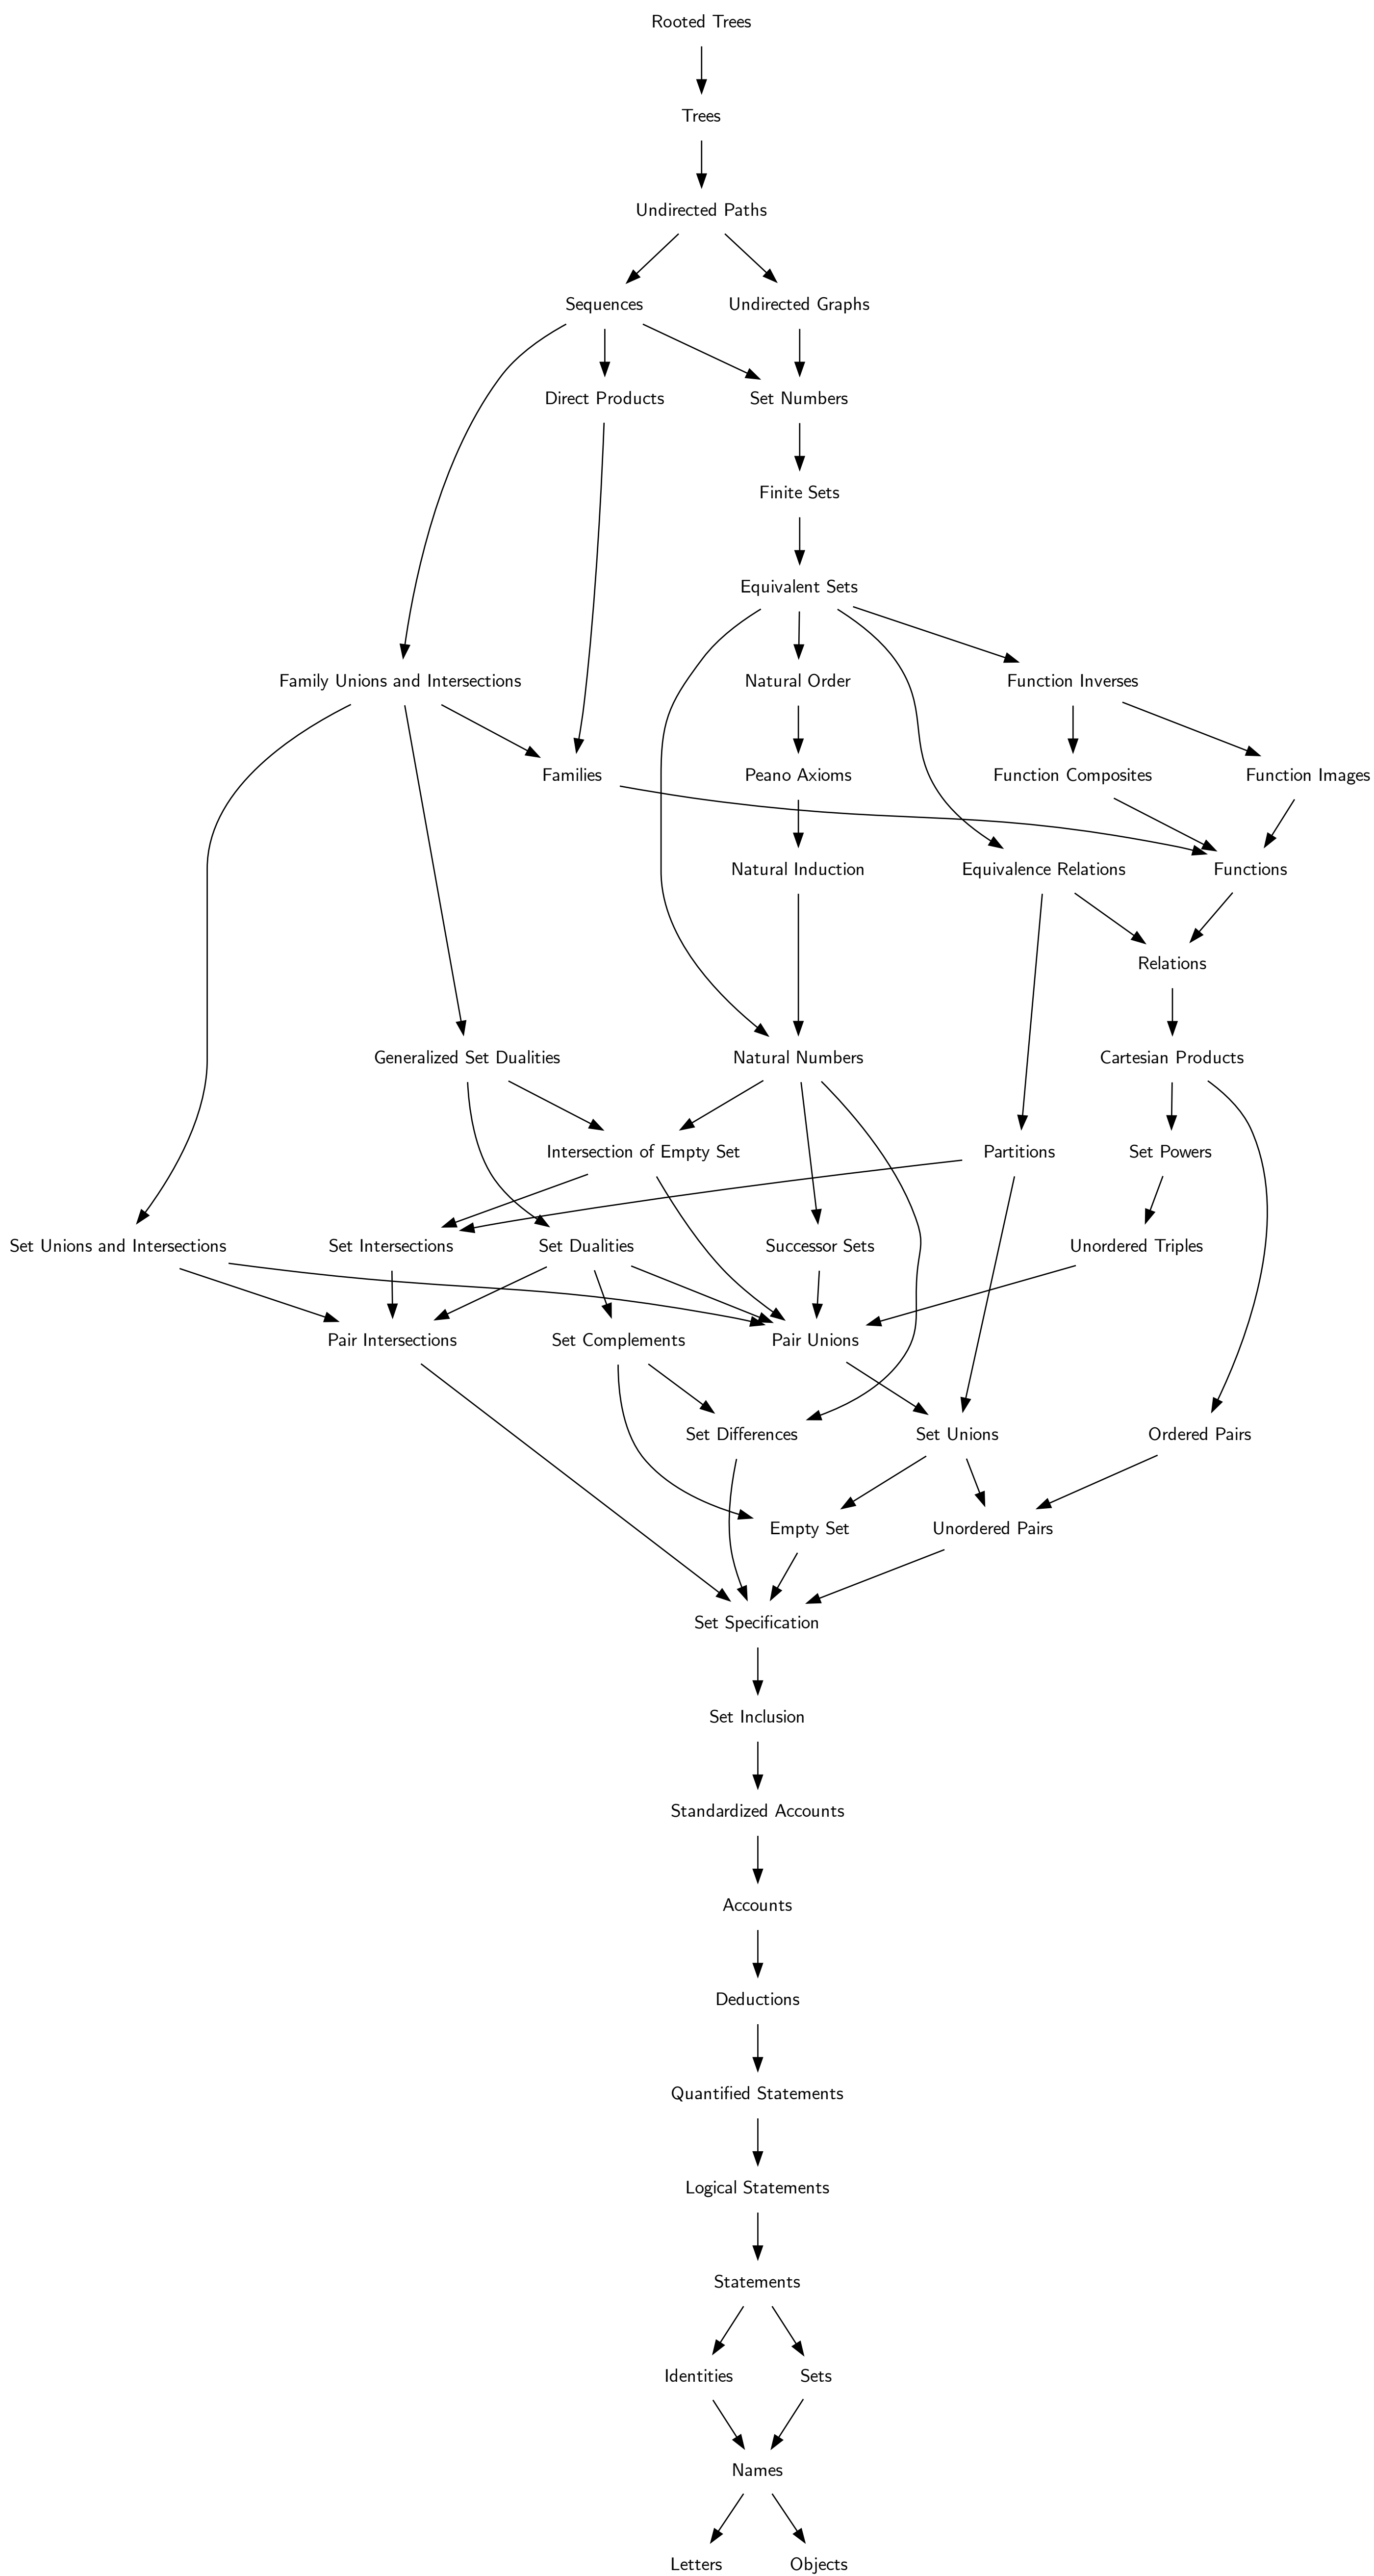 Rooted Trees
Trees
Undirected Paths
Sequences
Undirected Graphs
Direct Products
Set Numbers
Finite Sets
Equivalent Sets
Family Unions and Intersections
Natural Order
Function Inverses
Families
Peano Axioms
Function Composites
Function Images
Natural Induction
Equivalence Relations
Functions
Relations
Generalized Set Dualities
Natural Numbers
Cartesian Products
Intersection of Empty Set
Partitions
Set Powers
Set Unions and Intersections
Set Intersections
Set Dualities
Successor Sets
Unordered Triples
Pair Intersections
Set Complements
Pair Unions
Set Differences
Set Unions
Ordered Pairs
Empty Set
Unordered Pairs
Set Specification
Set Inclusion
Standardized Accounts
Accounts
Deductions
Quantified Statements
Logical Statements
Statements
Identities
Sets
Names
Letters
Objects